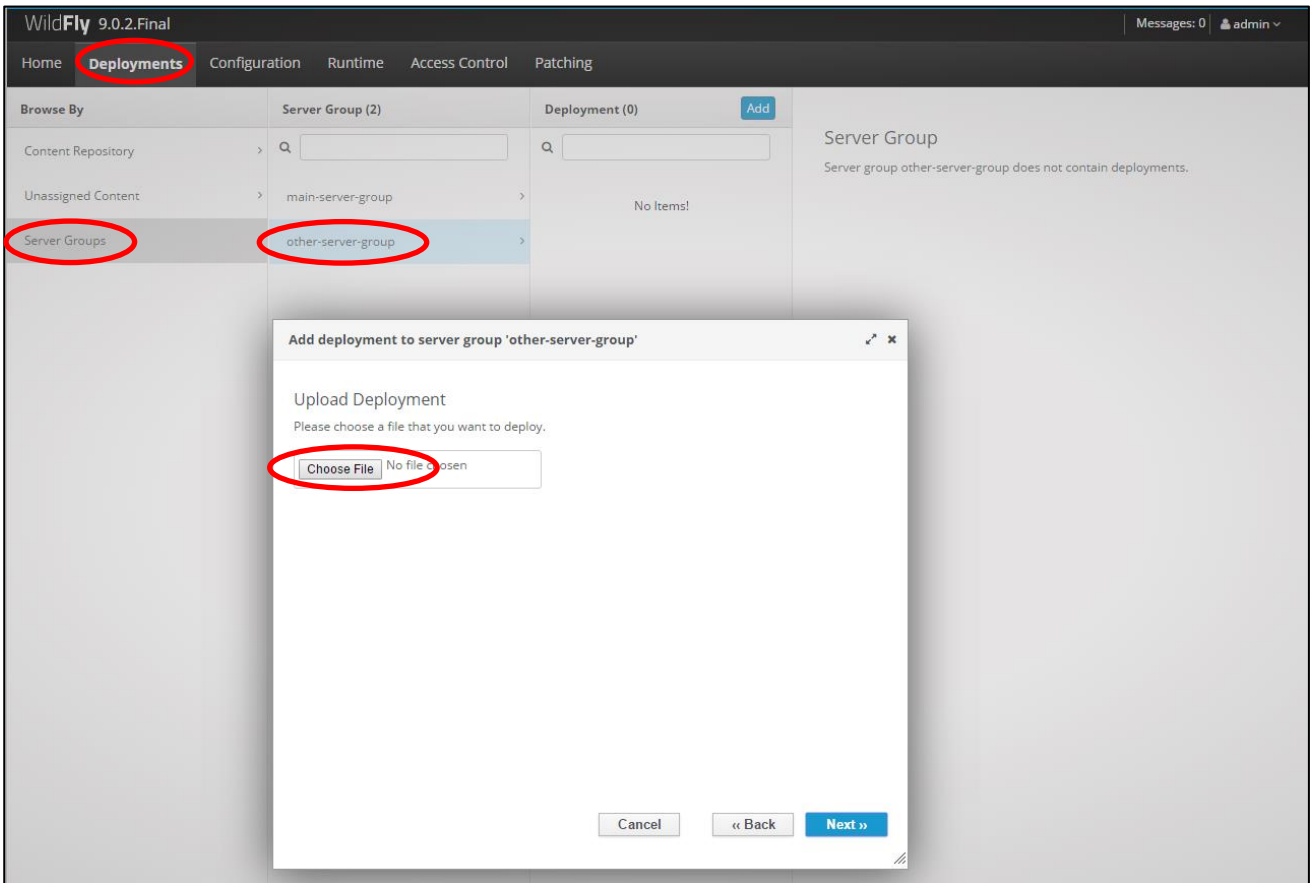 WildFly 9.0.2.Final
Messages: 0 admin
Home Deployments Configuration Runtime Access Control Patching
Browse By
Server Group (2)
Deployment (0) Add
Content Repository
Unassigned Content
Server Groups
main-server-group
other-server-group
No Items!
Server Group
Server group other-server-group does not contain deployments.
Add deployment to server group 'other-server-group'
Upload Deployment
Please choose a file that you want to deploy.
Choose File No file chosen
Cancel « Back Next »